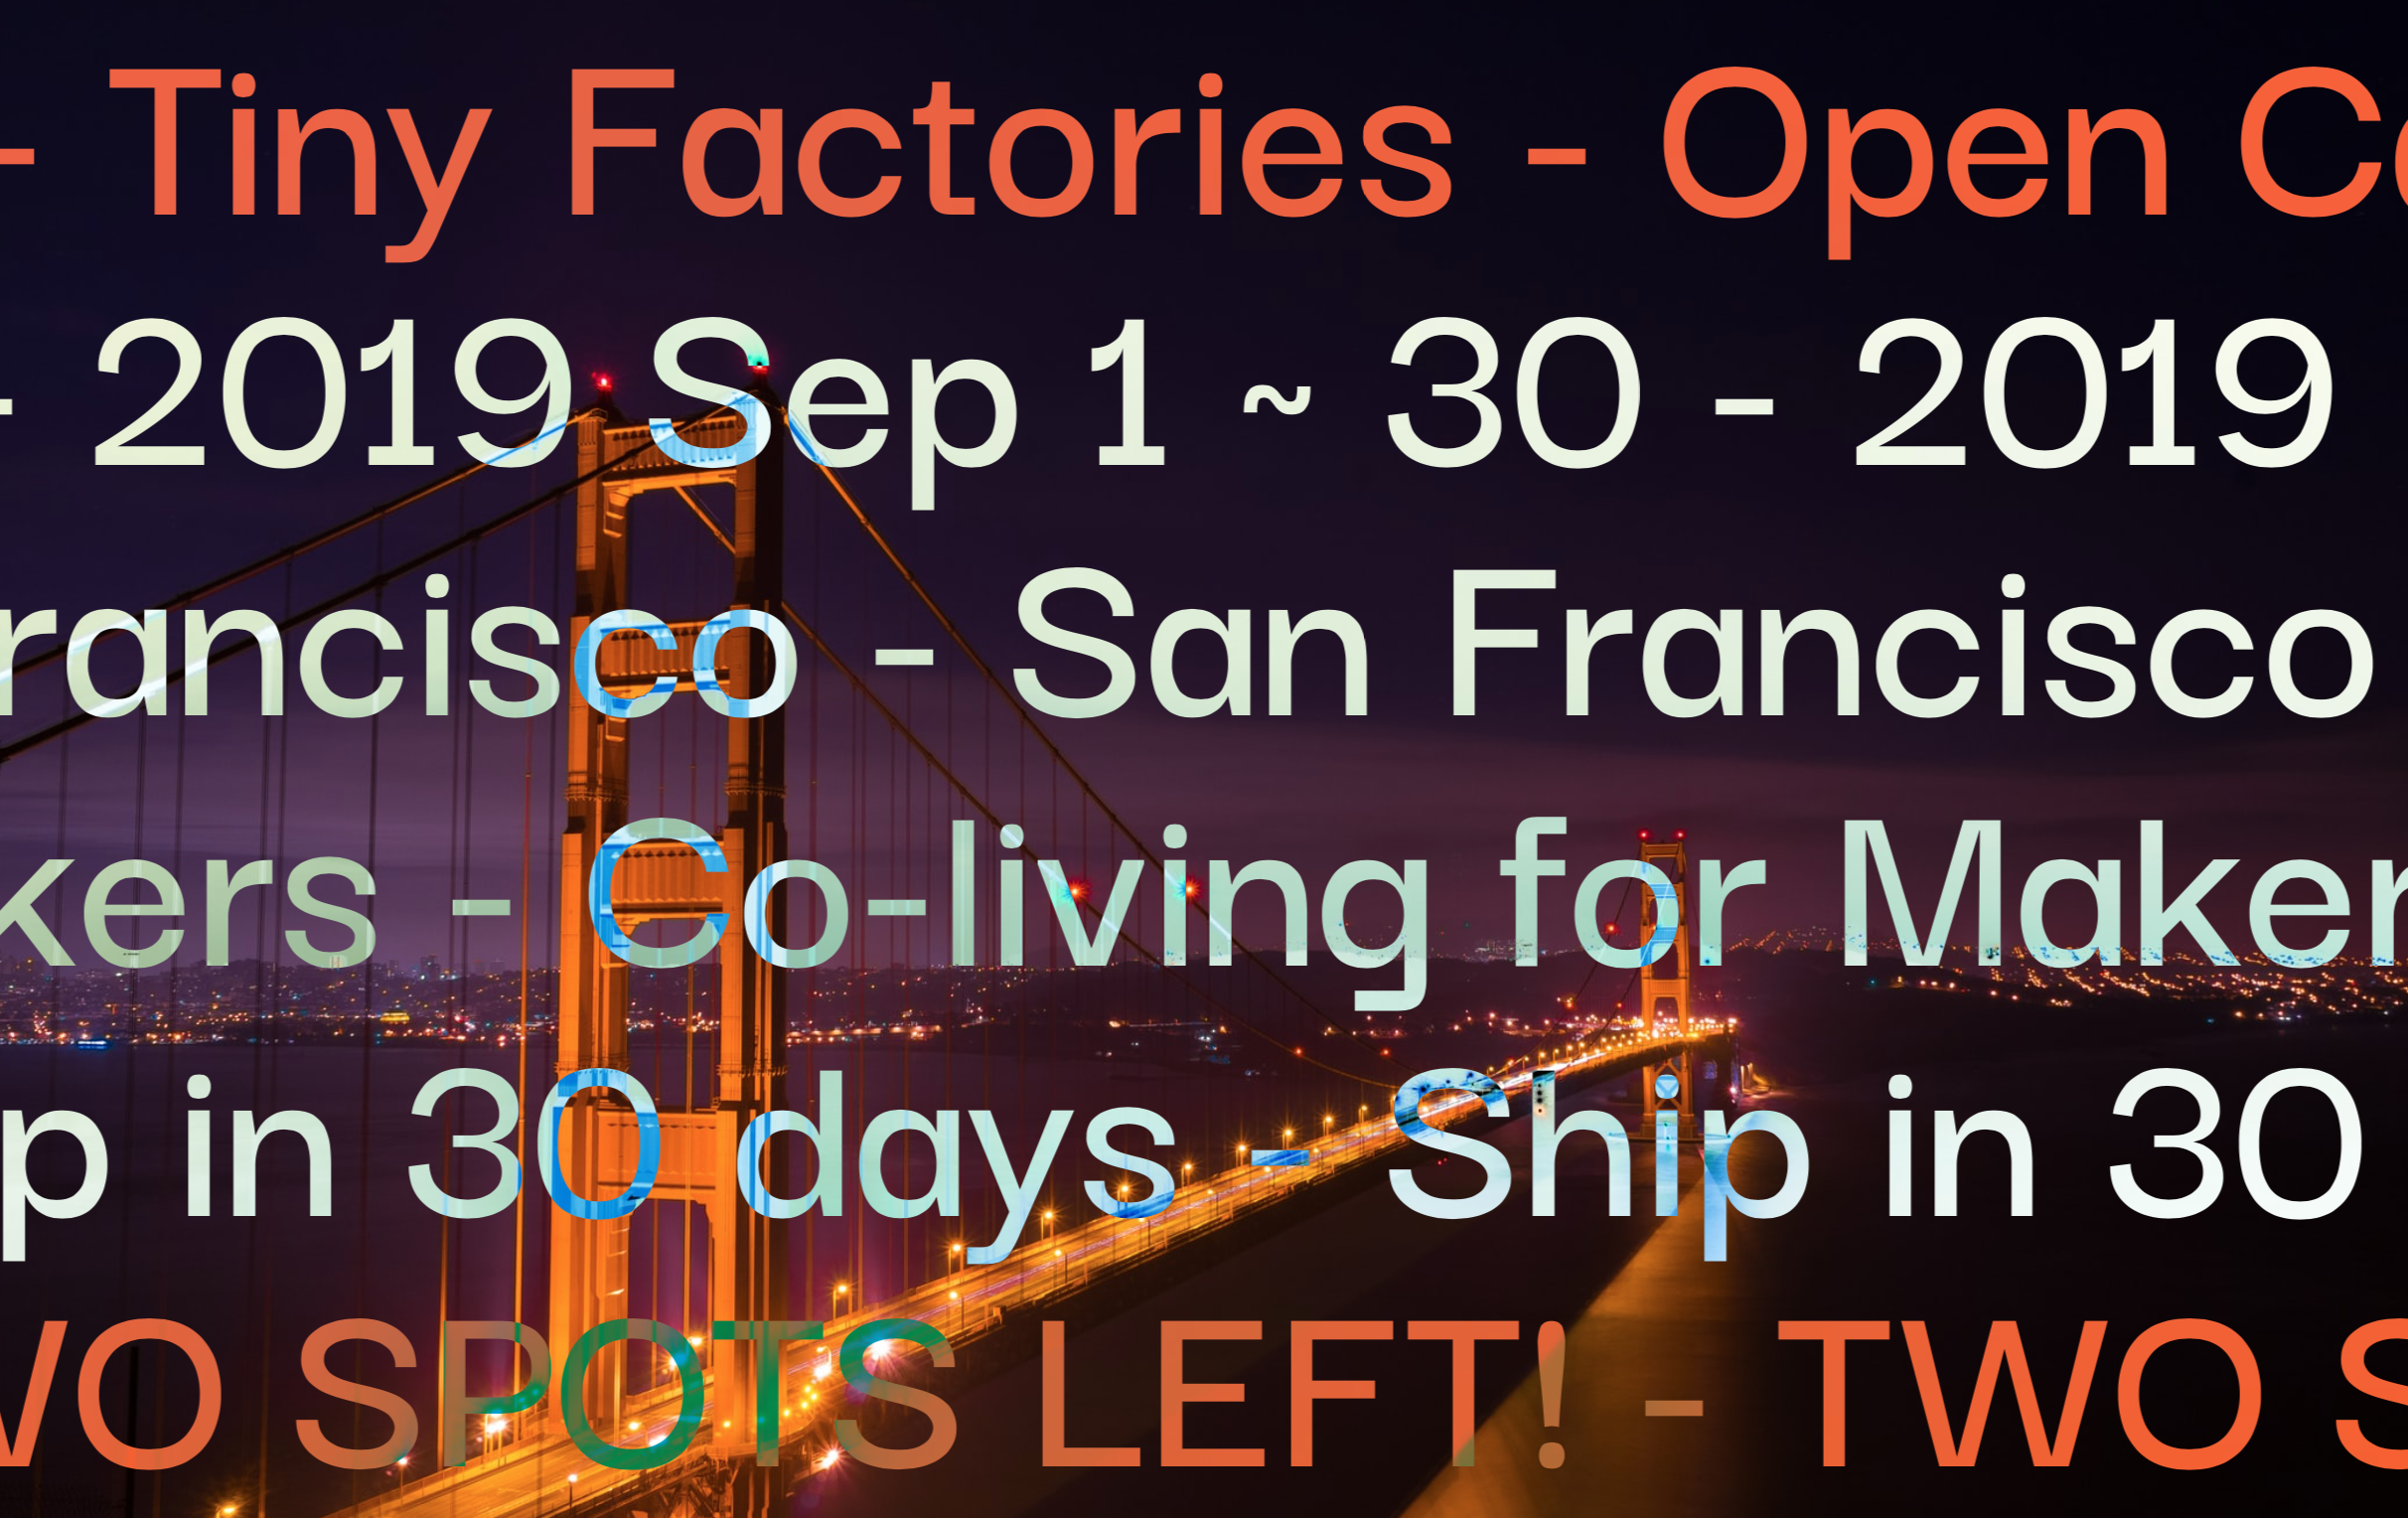 - Tiny Factories - Open Co
- 2019 Sep 1 ~ 30 - 2019
rancisco - San Francisco
kers - Co-living for Maker
p in 30 days - Ship in 30
WO SPOTS LEFT! - TWO S